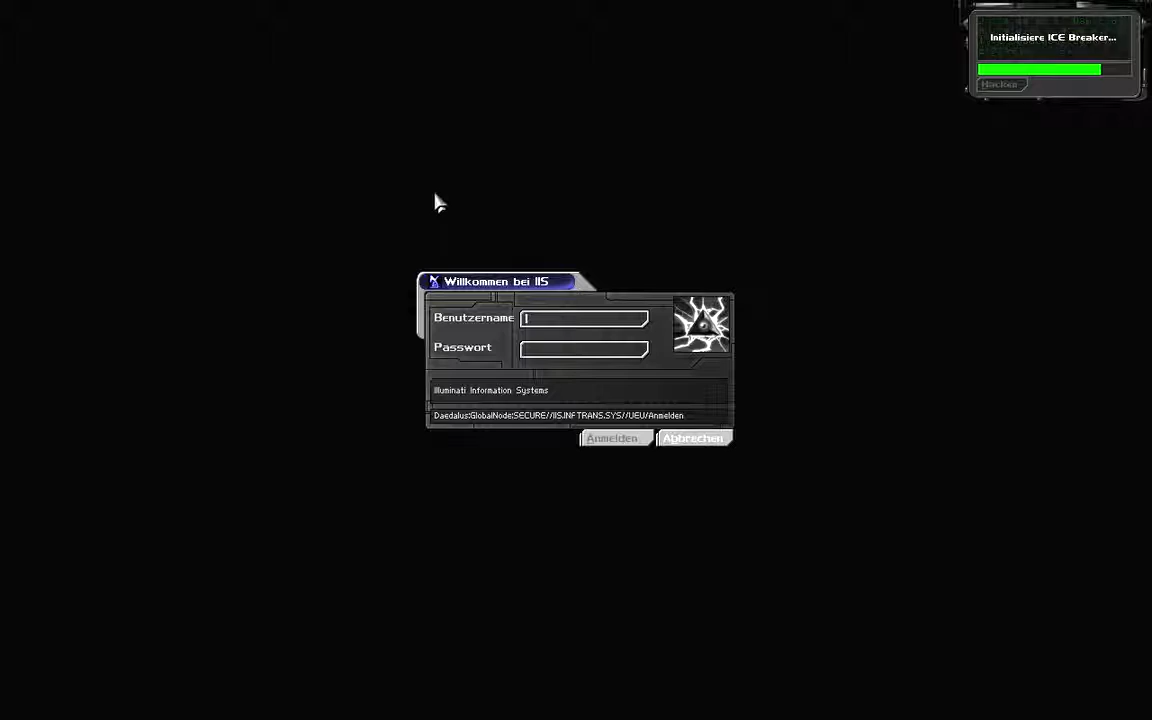 Initialisiere ICE Breaker...
Hacken
Willkommen bei IIS
Benutzername
Passwort
Illuminati Information Systems
Daedalus:GlobalNode:SECURE//IIS.INFTRANS.SYS//UEU/Anmelden
Anmelden
Abbrechen